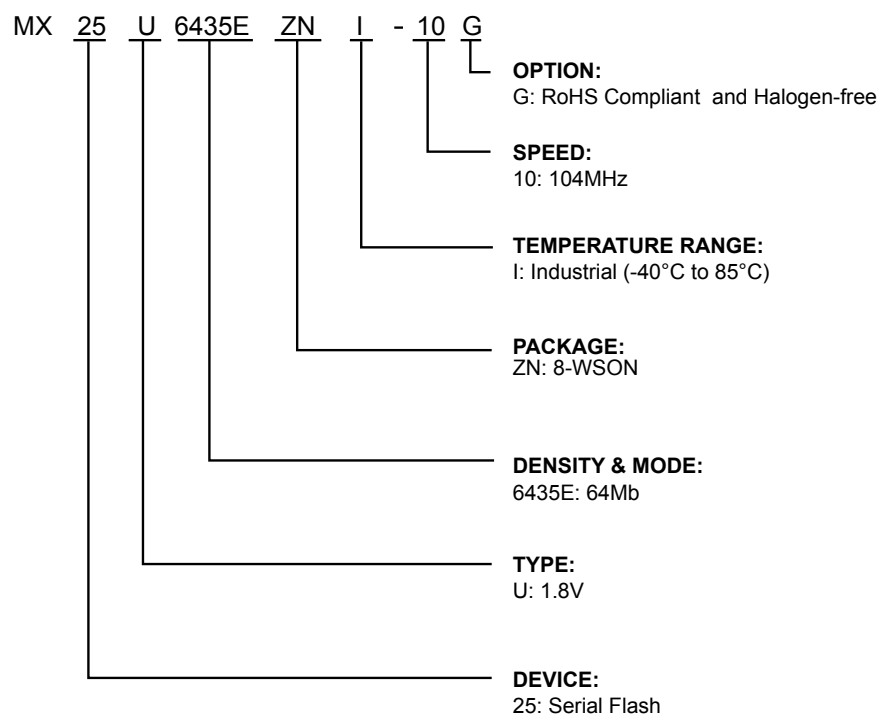 MX 25 U 6435E ZN I - 10 G
OPTION:
G: RoHS Compliant and Halogen-free
SPEED:
10: 104MHz
TEMPERATURE RANGE:
I: Industrial (-40°C to 85°C)
PACKAGE:
ZN: 8-WSON
DENSITY & MODE:
6435E: 64Mb
TYPE:
U: 1.8V
DEVICE:
25: Serial Flash